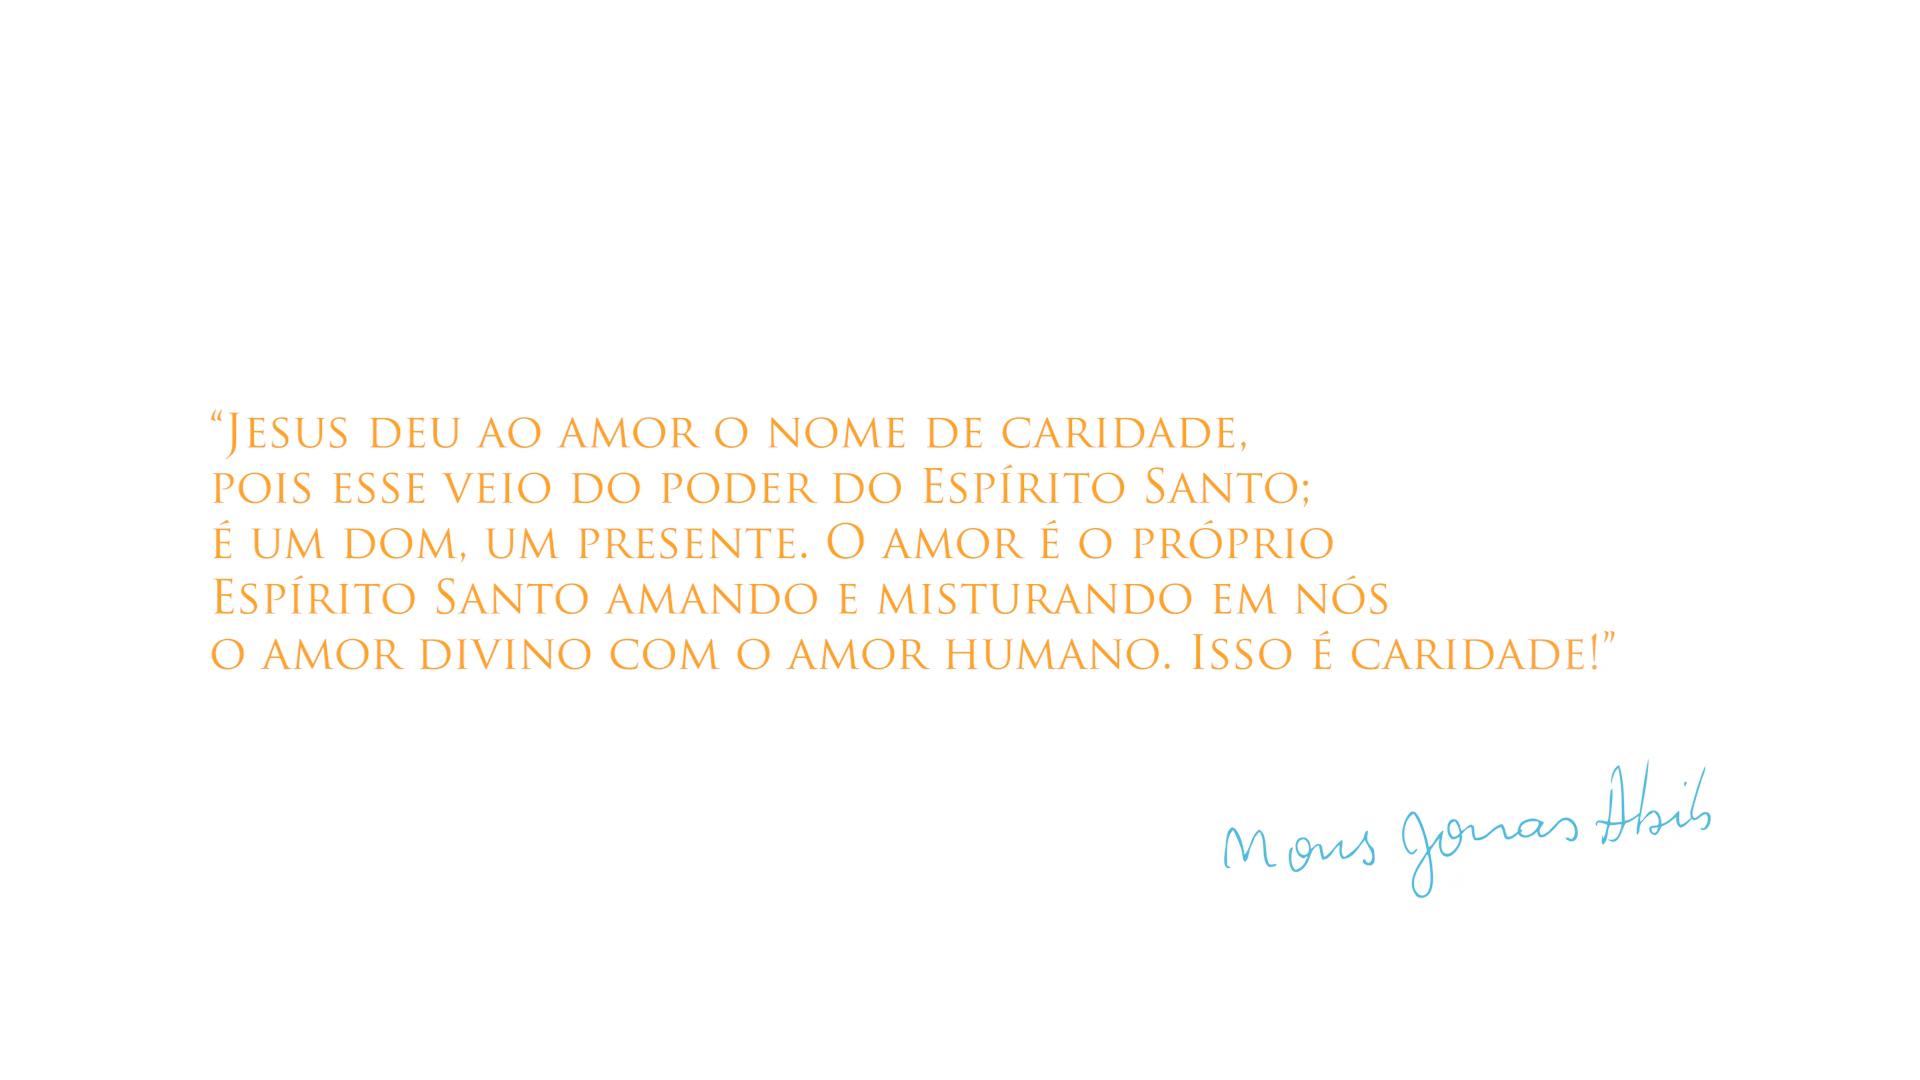 “Jesus deu ao amor o nome de caridade,
pois esse veio do poder do Espírito Santo;
é um dom, um presente. O amor é o próprio
Espírito Santo amando e misturando em nós
o amor divino com o amor humano. Isso é caridade!”
Mons Jonas Abib